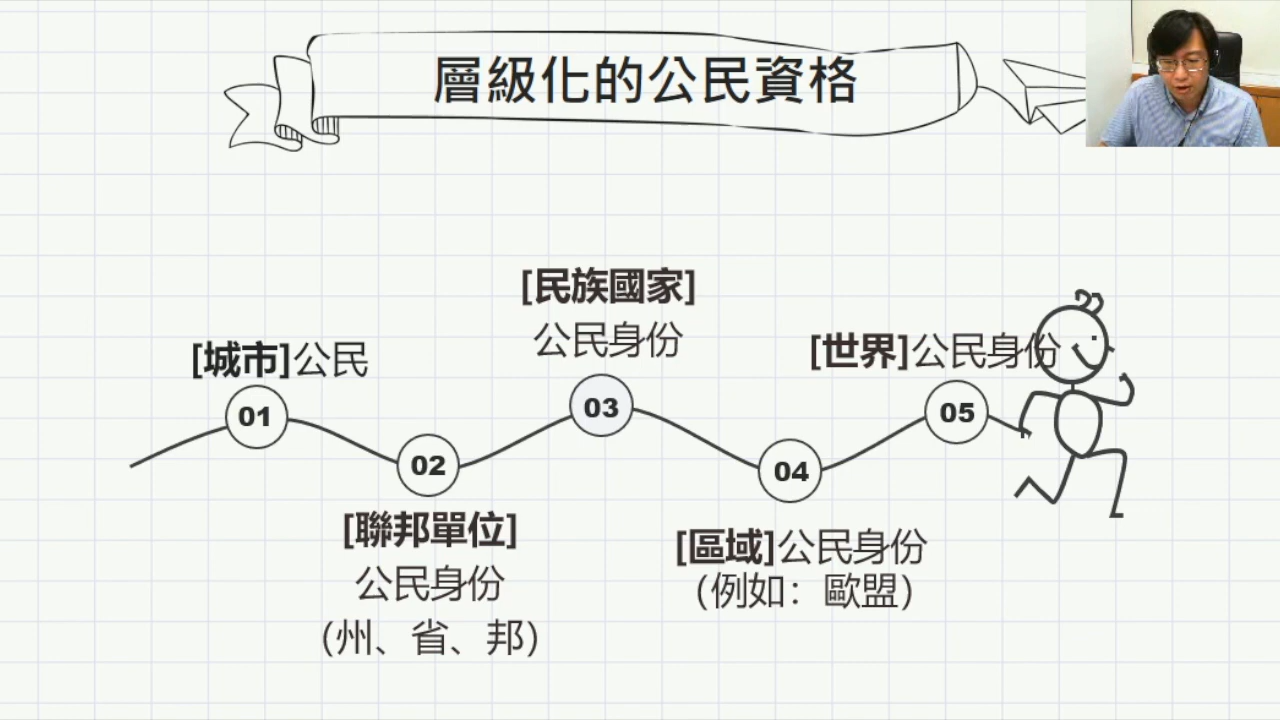 層級化的公民資格
[城市]公民
01
02
[聯邦單位]
公民身份
(州、省、邦)
[民族國家]
公民身份
03
04
[區域]公民身份
(例如：歐盟)
[世界]公民身份
05